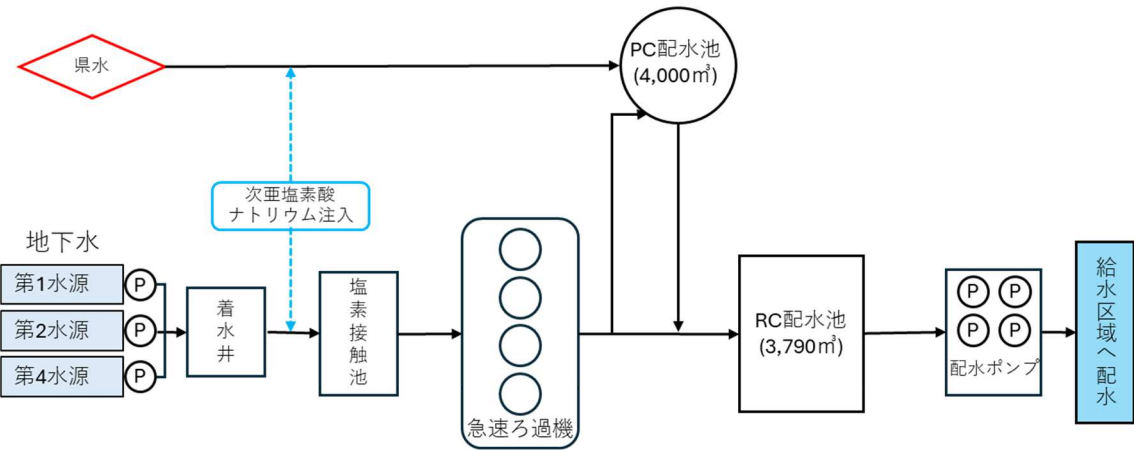 県水
PC配水池
(4,000㎥)
次亜塩素酸
ナトリウム注入
地下水
第1水源
P
第2水源
P
第4水源
P
着水井
塩素接触池
急速ろ過機
RC配水池
(3,790㎥)
P P
P P
配水ポンプ
給水区域へ配水